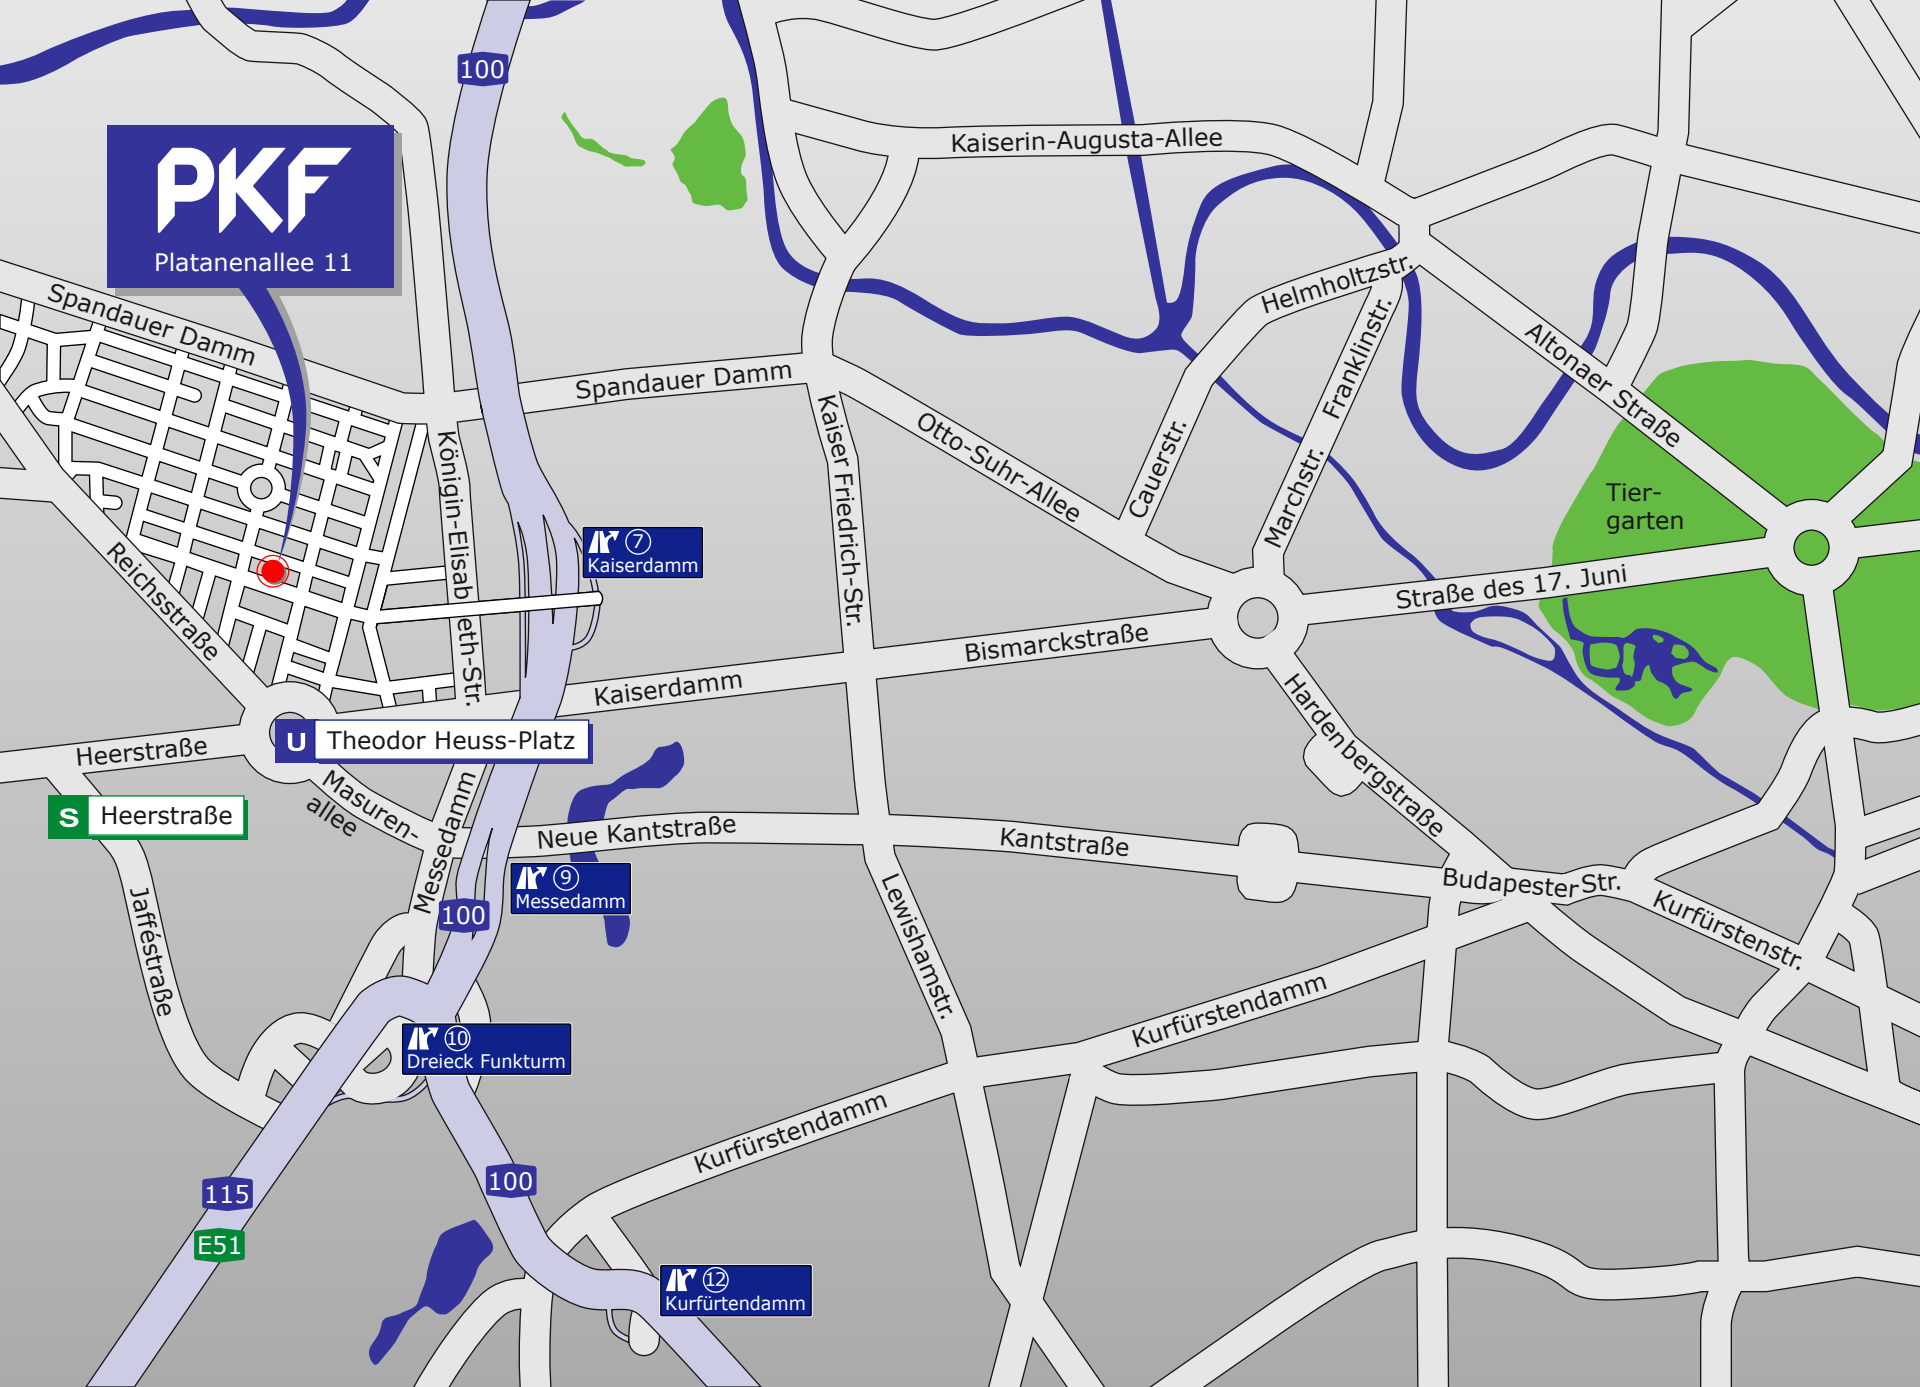 100
Kaiserin-Augusta-Allee
PKF
Platanenallee 11
Spandauer Damm
Helmholtzstr.
Franklinstr.
Altonaer Straße
Spandauer Damm
Kaiser Friedrich-Str.
Otto-Suhr-Allee
Cauerstr.
Marchstr.
Königin-Elisabeth-Str.
Tier-
garten
7
Kaiserdamm
Reichsstraße
Straße des 17. Juni
Bismarckstraße
Kaiserdamm
Hardenbergstraße
U Theodor Heuss-Platz
Heerstraße
Masuren-
allee
S Heerstraße
Messedamm
Neue Kantstraße
Kantstraße
9
Messedamm
100
Budapester Str.
Kurfürstenstr.
Jafféstraße
Lewishamstr.
Kurfürstendamm
10
Dreieck Funkturm
Kurfürstendamm
115
100
E51
12
Kurfürtendamm